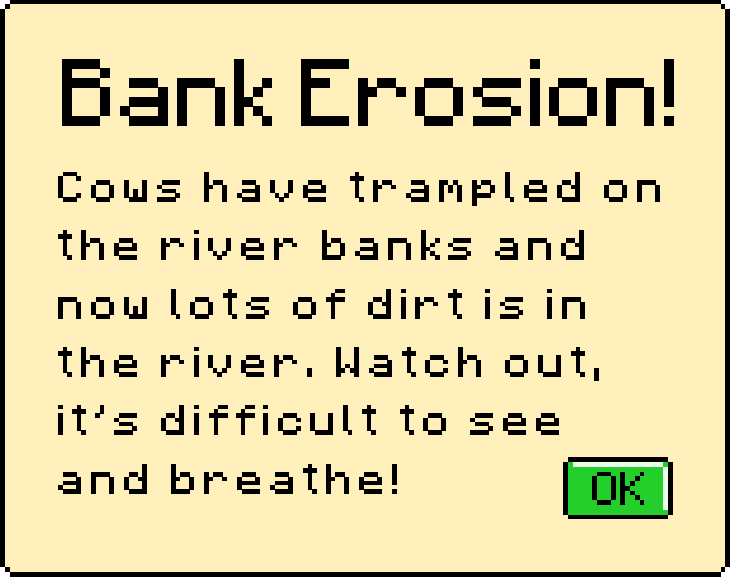 Bank Erosion!
Cows have trampled on
the river banks and
now lots of dirt is in
the river. Watch out,
it's difficult to see
and breathe!
OK